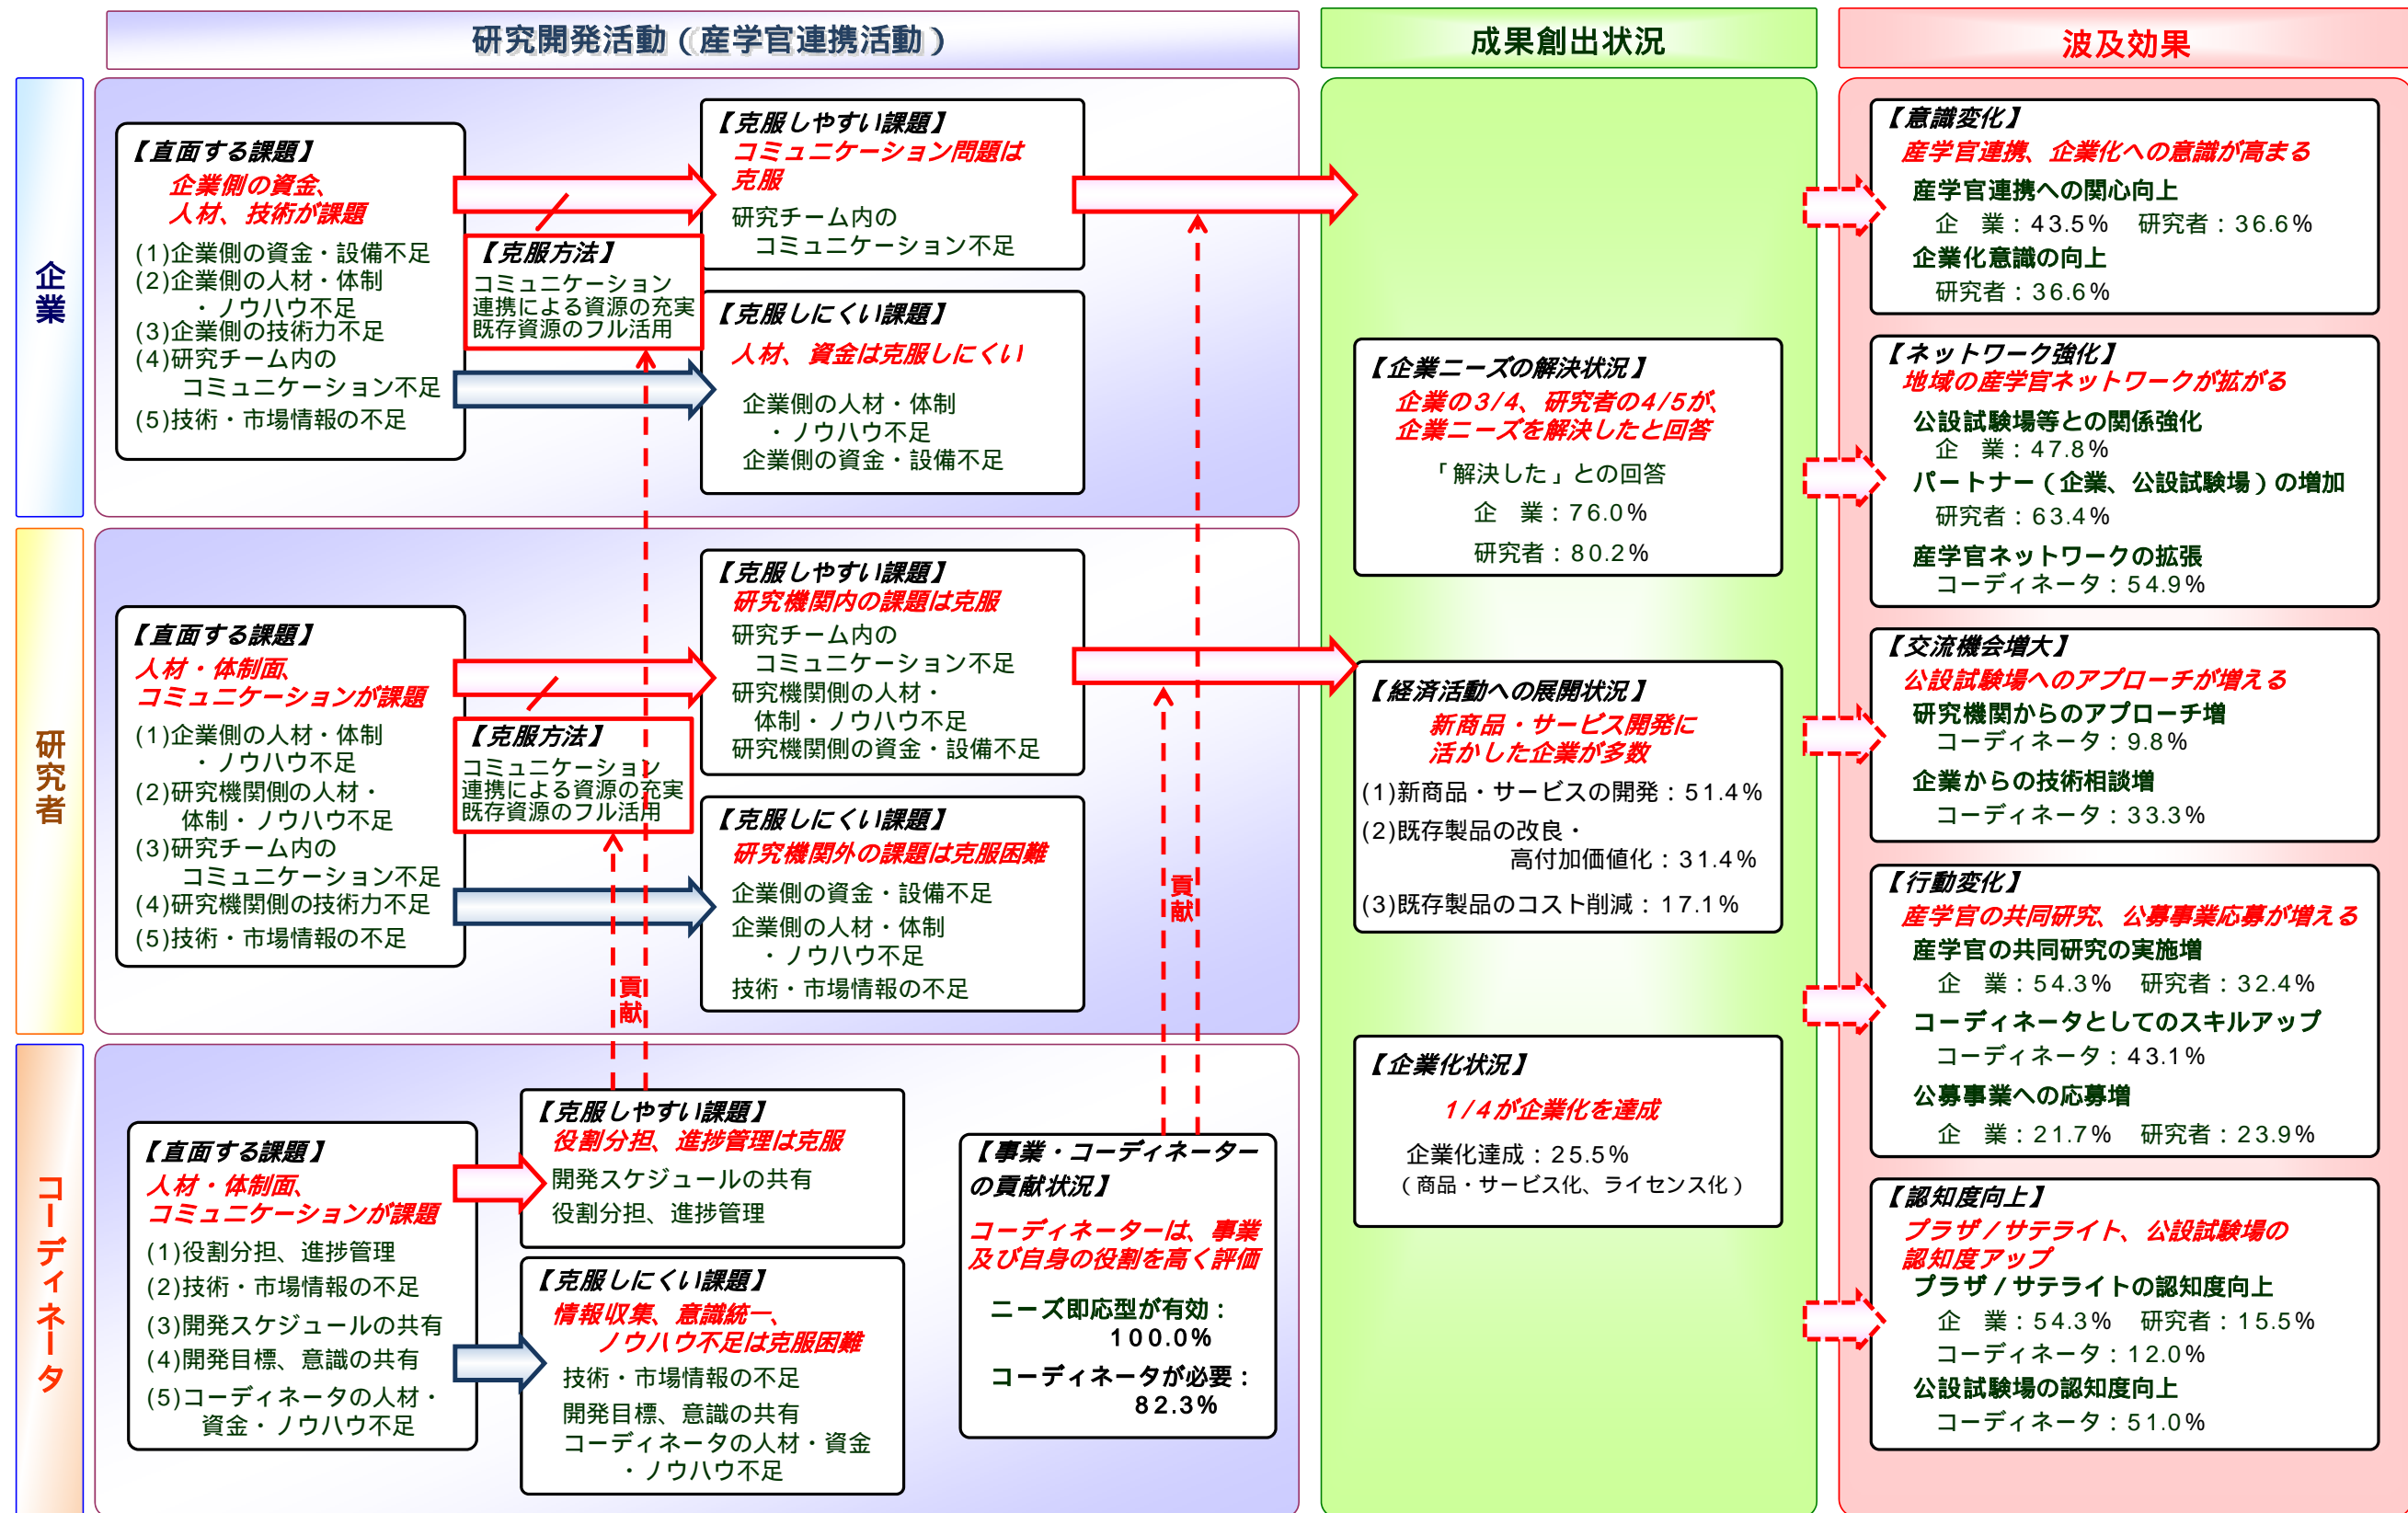 研究開発活動（産学官連携活動）
成果創出状況
波及効果
企業
【直面する課題】
企業側の資金、
人材、技術が課題
(1)企業側の資金・設備不足
(2)企業側の人材・体制
・ノウハウ不足
(3)企業側の技術力不足
(4)研究チーム内の
コミュニケーション不足
(5)技術・市場情報の不足
【克服方法】
コミュニケーション
連携による資源の充実
既存資源のフル活用
【克服しやすい課題】
コミュニケーション問題は
克服
研究チーム内の
コミュニケーション不足
【克服しにくい課題】
人材、資金は克服しにくい
企業側の人材・体制
・ノウハウ不足
企業側の資金・設備不足
研究者
【直面する課題】
人材・体制面、
コミュニケーションが課題
(1)企業側の人材・体制
・ノウハウ不足
(2)研究機関側の人材・
体制・ノウハウ不足
(3)研究チーム内の
コミュニケーション不足
(4)研究機関側の技術力不足
(5)技術・市場情報の不足
【克服方法】
コミュニケーション
連携による資源の充実
既存資源のフル活用
【克服しやすい課題】
研究機関内の課題は克服
研究チーム内の
コミュニケーション不足
研究機関側の人材・
体制・ノウハウ不足
研究機関側の資金・設備不足
【克服しにくい課題】
研究機関外の課題は克服困難
企業側の資金・設備不足
企業側の人材・体制
・ノウハウ不足
技術・市場情報の不足
貢献
貢献
コーディネータ
【直面する課題】
人材・体制面、
コミュニケーションが課題
(1)役割分担、進捗管理
(2)技術・市場情報の不足
(3)開発スケジュールの共有
(4)開発目標、意識の共有
(5)コーディネータの人材・
資金・ノウハウ不足
【克服しやすい課題】
役割分担、進捗管理は克服
開発スケジュールの共有
役割分担、進捗管理
【克服しにくい課題】
情報収集、意識統一、
ノウハウ不足は克服困難
技術・市場情報の不足
開発目標、意識の共有
コーディネータの人材・資金
・ノウハウ不足
【事業・コーディネーター
の貢献状況】
コーディネーターは、事業
及び自身の役割を高く評価
ニーズ即応型が有効：
100.0%
コーディネータが必要：
82.3%
【企業ニーズの解決状況】
企業の3/4、研究者の4/5が、
企業ニーズを解決したと回答
「解決した」との回答
企　業：76.0%
研究者：80.2%
【経済活動への展開状況】
新商品・サービス開発に
活かした企業が多数
(1)新商品・サービスの開発：51.4%
(2)既存製品の改良・
高付加価値化：31.4%
(3)既存製品のコスト削減：17.1%
【企業化状況】
1/4が企業化を達成
企業化達成：25.5%
（商品・サービス化、ライセンス化）
【意識変化】
産学官連携、企業化への意識が高まる
産学官連携への関心向上
企　業：43.5%　研究者：36.6%
企業化意識の向上
研究者：36.6%
【ネットワーク強化】
地域の産学官ネットワークが拡がる
公設試験場等との関係強化
企　業：47.8%
パートナー（企業、公設試験場）の増加
研究者：63.4%
産学官ネットワークの拡張
コーディネータ：54.9%
【交流機会増大】
公設試験場へのアプローチが増える
研究機関からのアプローチ増
コーディネータ：9.8%
企業からの技術相談増
コーディネータ：33.3%
【行動変化】
産学官の共同研究、公募事業応募が増える
産学官の共同研究の実施増
企　業：54.3%　研究者：32.4%
コーディネータとしてのスキルアップ
コーディネータ：43.1%
公募事業への応募増
企　業：21.7%　研究者：23.9%
【認知度向上】
プラザ/サテライト、公設試験場の
認知度アップ
プラザ/サテライトの認知度向上
企　業：54.3%　研究者：15.5%
コーディネータ：12.0%
公設試験場の認知度向上
コーディネータ：51.0%